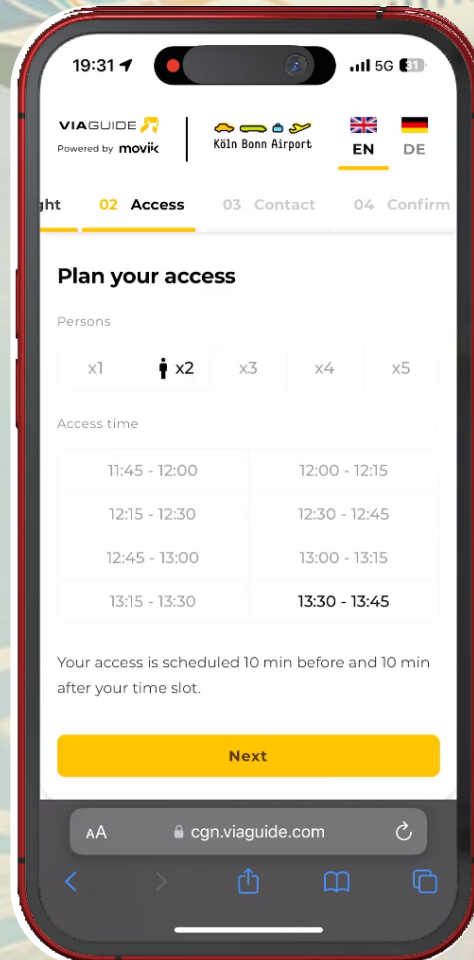 19:31
5G 31
VIAGUIDE
Powered by movik
Köln Bonn Airport
EN DE
ght 02 Access 03 Contact 04 Confirm
Plan your access
Persons
x1 x2 x3 x4 x5
Access time
11:45 - 12:00 12:00 - 12:15
12:15 - 12:30 12:30 - 12:45
12:45 - 13:00 13:00 - 13:15
13:15 - 13:30 13:30 - 13:45
Your access is scheduled 10 min before and 10 min
after your time slot.
Next
AA cgn.viaguide.com